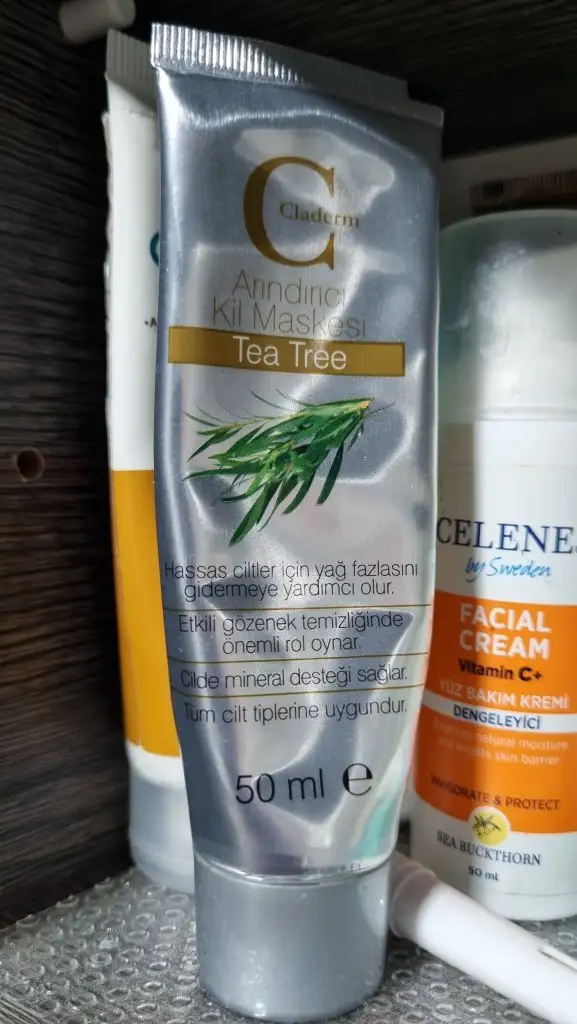 C
Claderm
Arındırıcı
Kil Maskesi
Tea Tree
Hassas ciltler için yağ fazlasını
gidermeye yardımcı olur.
Etkili gözenek temizliğinde
önemli rol oynar.
Cilde mineral desteği sağlar.
Tüm cilt tiplerine uygundur.
50 ml e
CELENES
by Sweden
FACIAL
CREAM
Vitamin C+
YÜZ BAKIM KREMİ
DENGELEYİCİ
natural moisture
skin barrier
INVIGORATE & PROTECT
SEA BUCKTHORN
50 ml